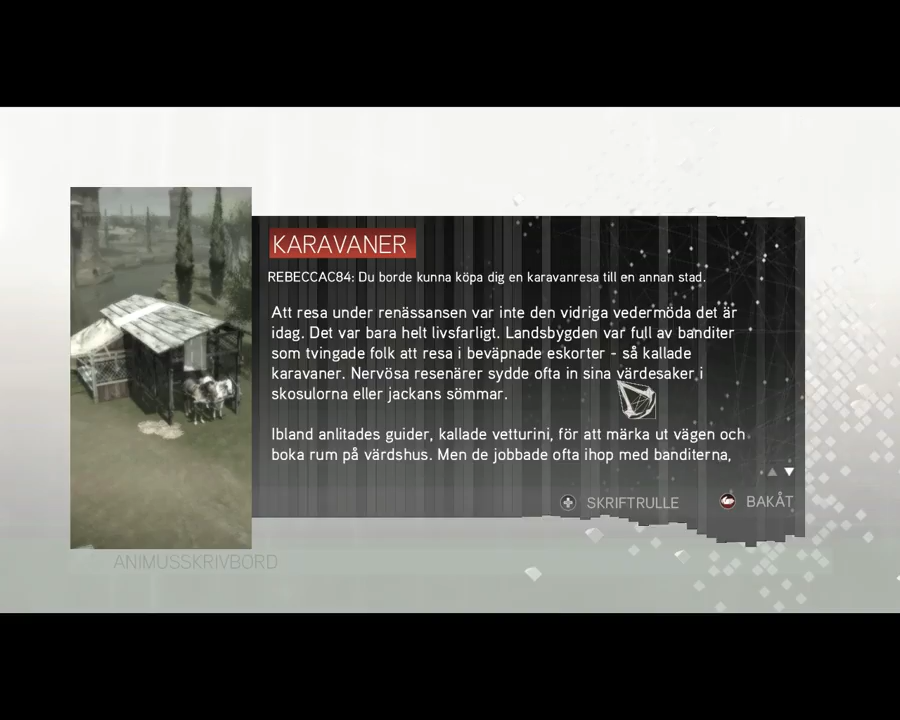 KARAVANER
REBECCAC84: Du borde kunna köpa dig en karavanresa till en annan stad.
Att resa under renässansen var inte den vidriga vedermöda det är
idag. Det var bara helt livsfarligt. Landsbygden var full av banditer
som tvingade folk att resa i beväpnade eskorter - så kallade
karavaner. Nervösa resenärer sydde ofta in sina värdesaker i
skosulorna eller jackans sömmar.
Ibland anlitades guider, kallade vetturini, för att märka ut vägen och
boka rum på värdshus. Men de jobbade ofta ihop med banditerna,
SKRIFTRULLE
BAKÅT
ANIMUSSKRIVBORD